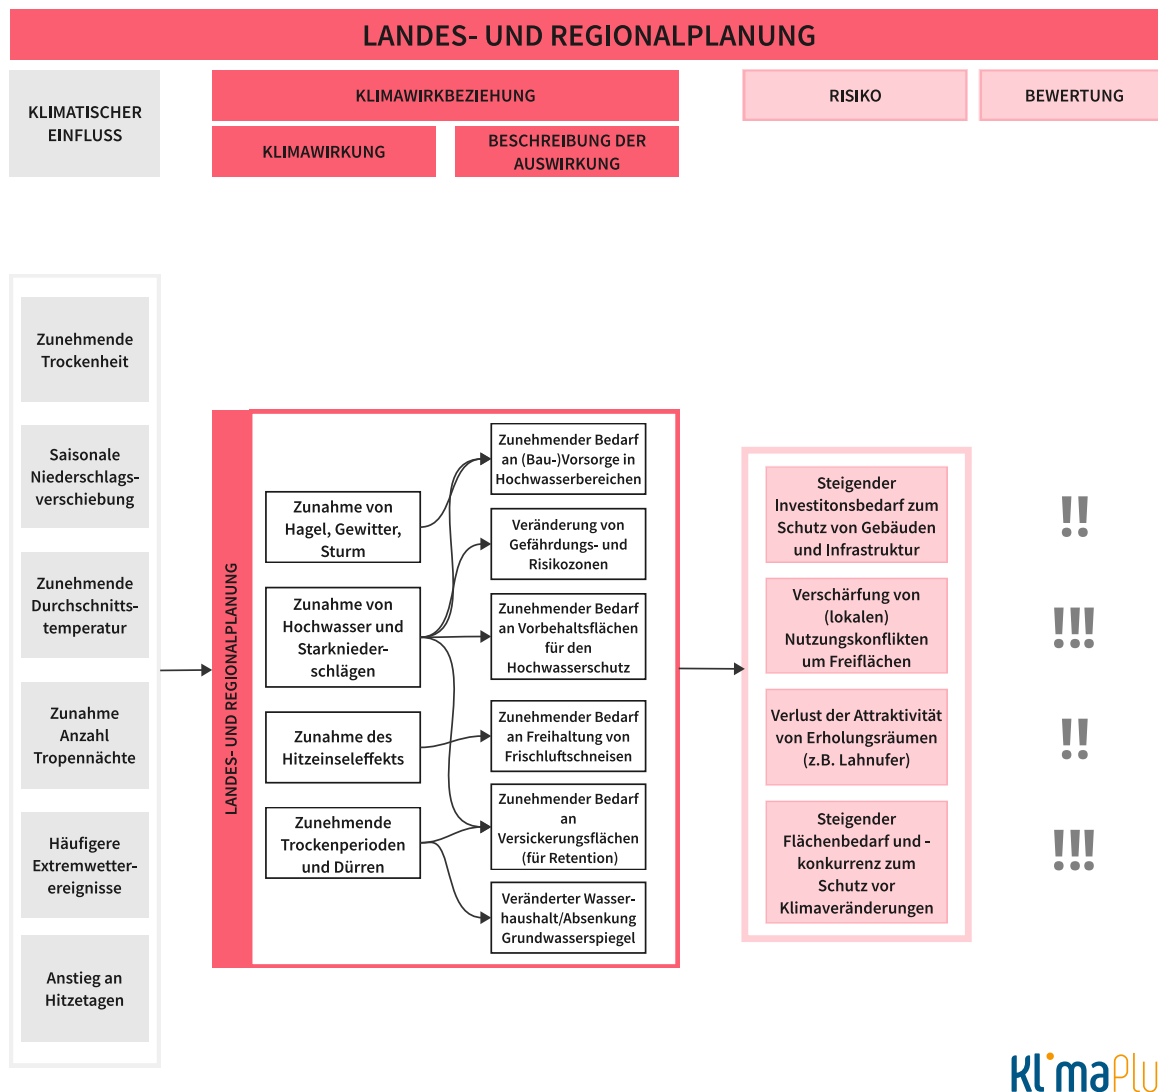 LANDES- UND REGIONALPLANUNG
KLIMATISCHER
EINFLUSS
KLIMAWIRKBEZIEHUNG
KLIMAWIRKUNG
BESCHREIBUNG DER
AUSWIRKUNG
RISIKO
BEWERTUNG
Zunehmende
Trockenheit
Saisonale
Niederschlags-
verschiebung
Zunehmende
Durchschnitts-
temperatur
Zunahme
Anzahl
Tropennächte
Häufigere
Extremwetter-
ereignisse
Anstieg an
Hitzetagen
LANDES- UND REGIONALPLANUNG
Zunahme von
Hagel, Gewitter,
Sturm
Zunahme von
Hochwasser und
Starknieder-
schlägen
Zunahme des
Hitzeinseleffekts
Zunehmende
Trockenperioden
und Dürren
Zunehmender Bedarf
an (Bau-)Vorsorge in
Hochwasserbereichen
Veränderung von
Gefährdungs- und
Risikozonen
Zunehmender Bedarf
an Vorbehaltsflächen
für den
Hochwasserschutz
Zunehmender Bedarf
an Freihaltung von
Frischluftschneisen
Zunehmender Bedarf
an
Versickerungsflächen
(für Retention)
Veränderter Wasser-
haushalt/Absenkung
Grundwasserspiegel
Steigender
Investitonsbedarf zum
Schutz von Gebäuden
und Infrastruktur
!!
Verschärfung von
(lokalen)
Nutzungskonflikten
um Freiflächen
!!!
Verlust der Attraktivität
von Erholungsräumen
(z.B. Lahnufer)
!!
Steigender
Flächenbedarf und -
konkurrenz zum
Schutz vor
Klimaveränderungen
!!!
KlimaPlu